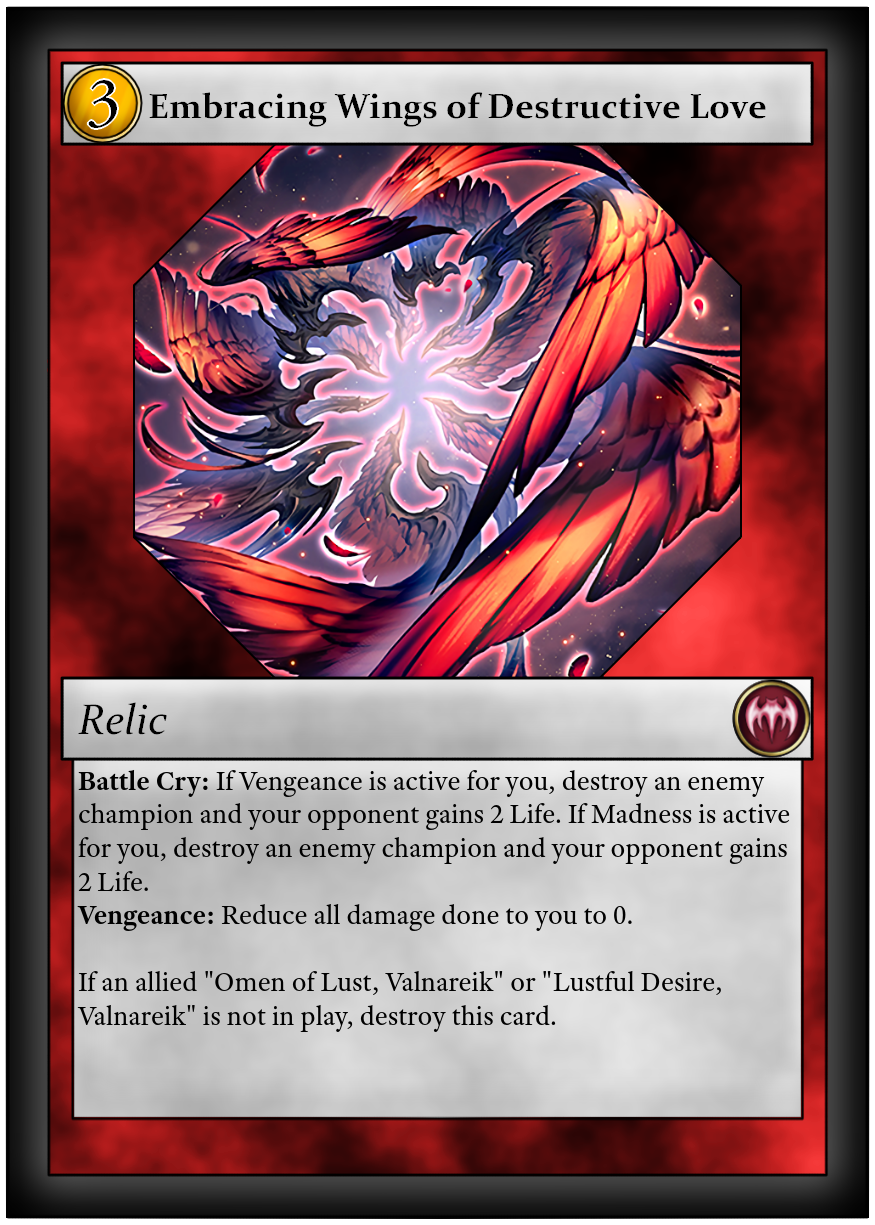 3 Embracing Wings of Destructive Love
Relic
Battle Cry: If Vengeance is active for you, destroy an enemy
champion and your opponent gains 2 Life. If Madness is active
for you, destroy an enemy champion and your opponent gains
2 Life.
Vengeance: Reduce all damage done to you to 0.
If an allied "Omen of Lust, Valnareik" or "Lustful Desire,
Valnareik" is not in play, destroy this card.